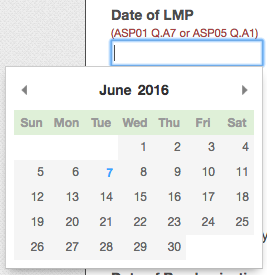 Date of LMP
(ASP01 Q.A7 or ASP05 Q.A1)
June 2016
Sun Mon Tue Wed Thu Fri Sat
1 2 3 4
5 6 7 8 9 10 11
12 13 14 15 16 17 18
19 20 21 22 23 24 25
26 27 28 29 30